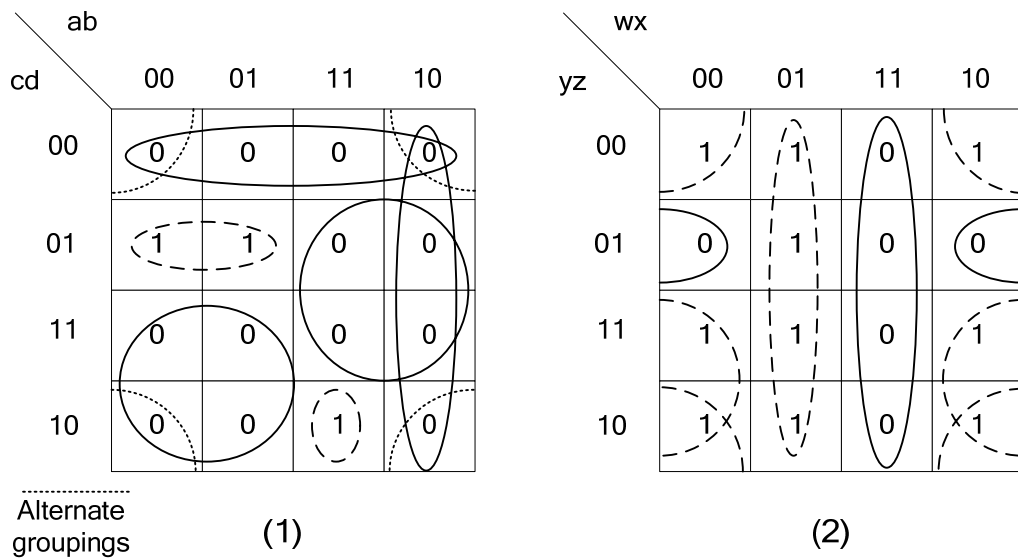 ab
cd
00 01 11 10
00 0 0 0 0
01 1 1 0 0
11 0 0 0 0
10 0 0 1 0
Alternate
groupings
(1)
wx
yz
00 01 11 10
00 1 1 0 1
01 0 1 0 0
11 1 1 0 1
10 1 1 0 1
(2)